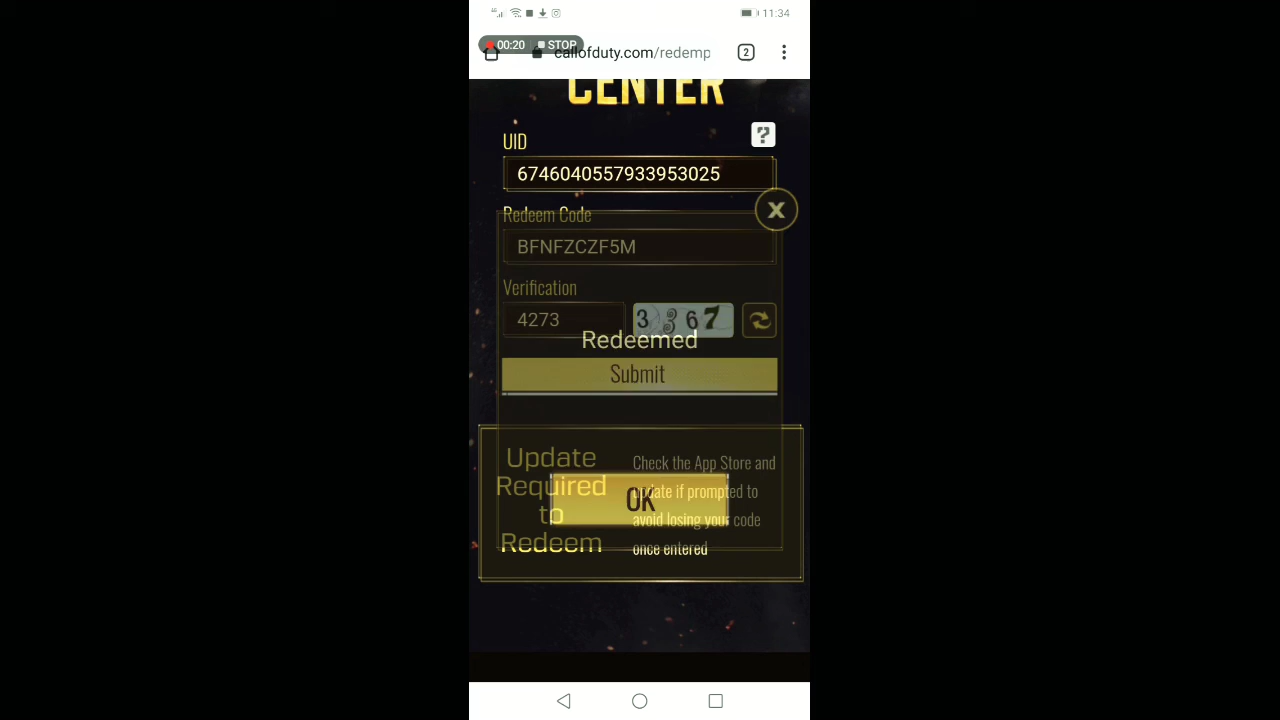 11:34
00:20 STOP
callofduty.com/redemp
2
CENTER
UID
?
6746040557933953025
X
Redeem Code
BFNFZCZF5M
Verification
4273
3367
Redeemed
Submit
Update
Required
to
Redeem
Check the App Store and
update if prompted to
avoid losing your code
once entered
OK